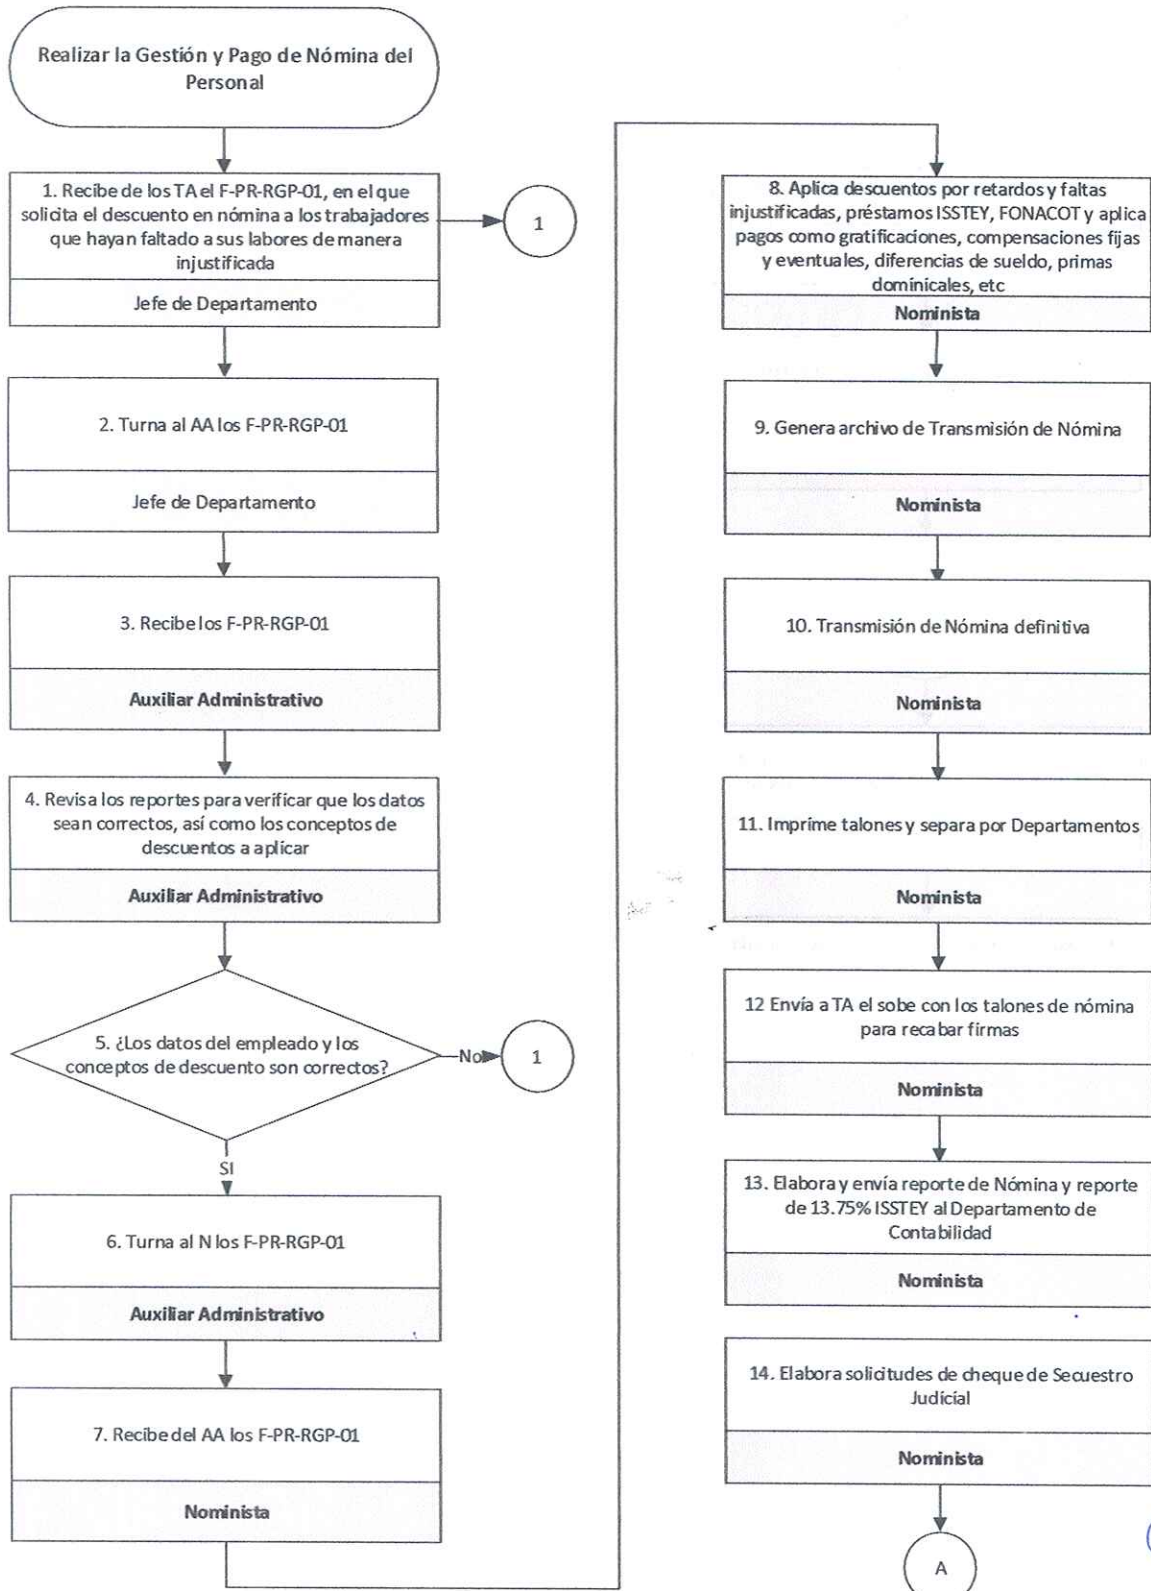 Realizar la Gestión y Pago de Nómina del
Personal
1. Recibe de los TA el F-PR-RGP-01, en el que
solicita el descuento en nómina a los trabajadores
que hayan faltado a sus labores de manera
injustificada
Jefe de Departamento
1
2. Turna al AA los F-PR-RGP-01
Jefe de Departamento
3. Recibe los F-PR-RGP-01
Auxiliar Administrativo
4. Revisa los reportes para verificar que los datos
sean correctos, así como los conceptos de
descuentos a aplicar
Auxiliar Administrativo
5. ¿Los datos del empleado y los
conceptos de descuento son correctos?
No
1
SI
6. Turna al N los F-PR-RGP-01
Auxiliar Administrativo
7. Recibe del AA los F-PR-RGP-01
Nominista
8. Aplica descuentos por retardos y faltas
injustificadas, préstamos ISSTEY, FONACOT y aplica
pagos como gratificaciones, compensaciones fijas
y eventuales, diferencias de sueldo, primas
dominicales, etc
Nominista
9. Genera archivo de Transmisión de Nómina
Nominista
10. Transmisión de Nómina definitiva
Nominista
11. Imprime talones y separa por Departamentos
Nominista
12 Envía a TA el sobe con los talones de nómina
para recabar firmas
Nominista
13. Elabora y envía reporte de Nómina y reporte
de 13.75% ISSTEY al Departamento de
Contabilidad
Nominista
14. Elabora solicitudes de cheque de Secuestro
Judicial
Nominista
A